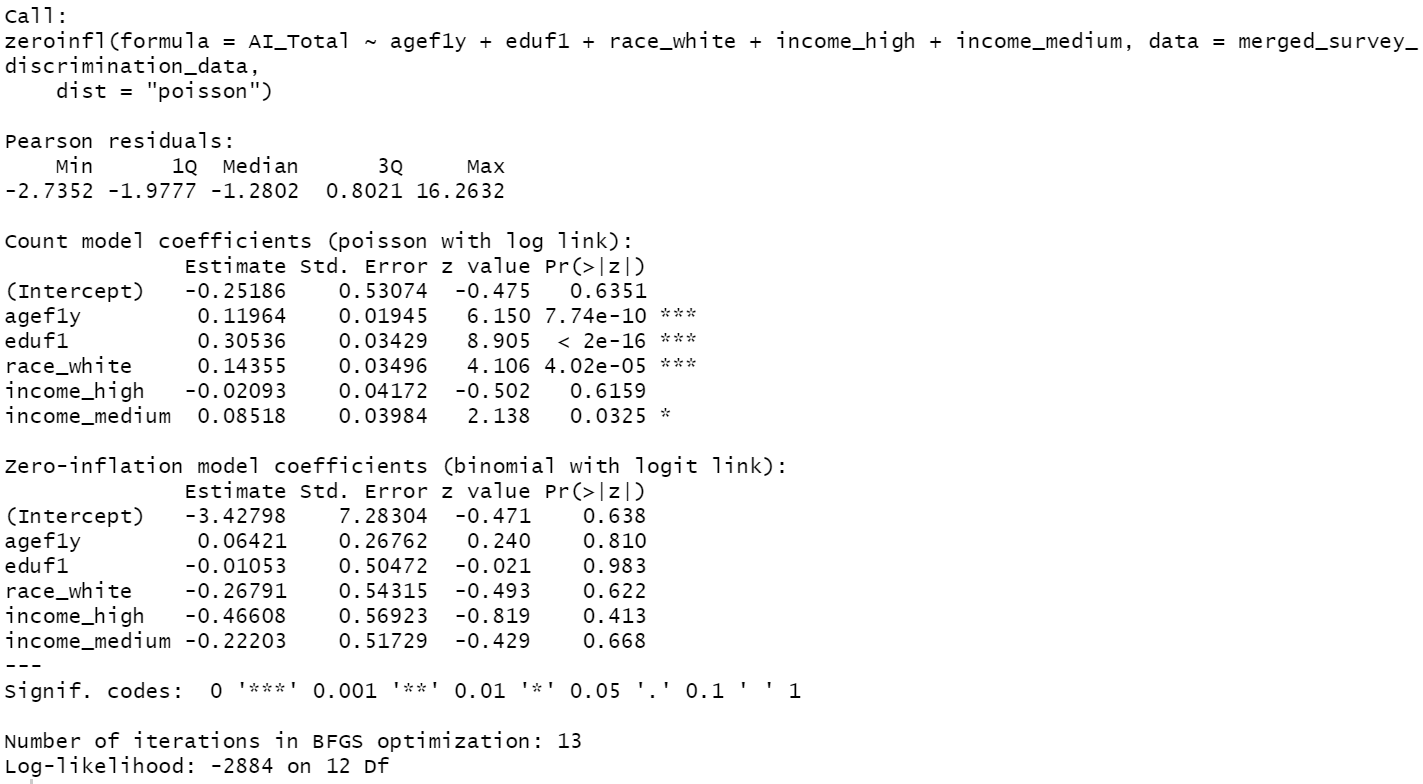 Call:
zeroinfl(formula = AI_Total ~ agef1y + eduf1 + race_white + income_high + income_medium, data = merged_survey_
discrimination_data,
    dist = "poisson")

Pearson residuals:
    Min      1Q  Median      3Q     Max
-2.7352 -1.9777 -1.2802  0.8021 16.2632

Count model coefficients (poisson with log link):
              Estimate Std. Error z value Pr(>|z|)
(Intercept)   -0.25186    0.53074  -0.475   0.6351
agef1y         0.11964    0.01945   6.150 7.74e-10 ***
eduf1          0.30536    0.03429   8.905  < 2e-16 ***
race_white     0.14355    0.03496   4.106 4.02e-05 ***
income_high   -0.02093    0.04172  -0.502   0.6159
income_medium  0.08518    0.03984   2.138   0.0325 *

Zero-inflation model coefficients (binomial with logit link):
              Estimate Std. Error z value Pr(>|z|)
(Intercept)   -3.42798    7.28304  -0.471    0.638
agef1y         0.06421    0.26762   0.240    0.810
eduf1         -0.01053    0.50472  -0.021    0.983
race_white    -0.26791    0.54315  -0.493    0.622
income_high   -0.46608    0.56923  -0.819    0.413
income_medium -0.22203    0.51729  -0.429    0.668
---
Signif. codes:  0 '***' 0.001 '**' 0.01 '*' 0.05 '.' 0.1 ' ' 1

Number of iterations in BFGS optimization: 13
Log-likelihood: -2884 on 12 Df